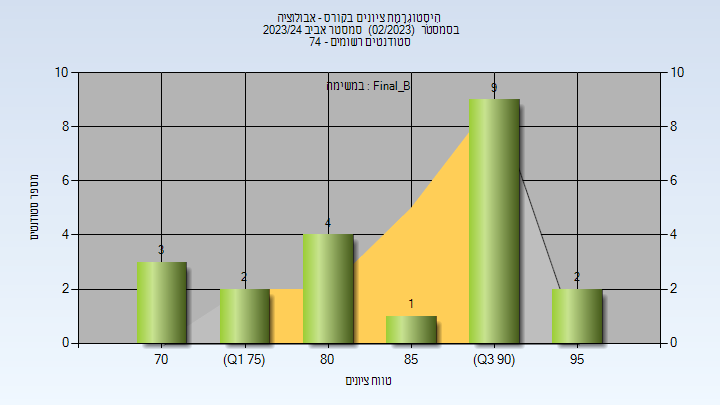 היסטוגרמת ציונים בקורס - אבולוציה
בסמסטר (02/2023) סמסטר אביב 2023/24
סטודנטים רשומים - 74
במשימה : Final_B
מספר סטודנטים
10
8
6
4
2
0
10
8
6
4
2
0
3
2
4
1
9
2
70
(Q1 75)
80
85
(Q3 90)
95
טווח ציונים